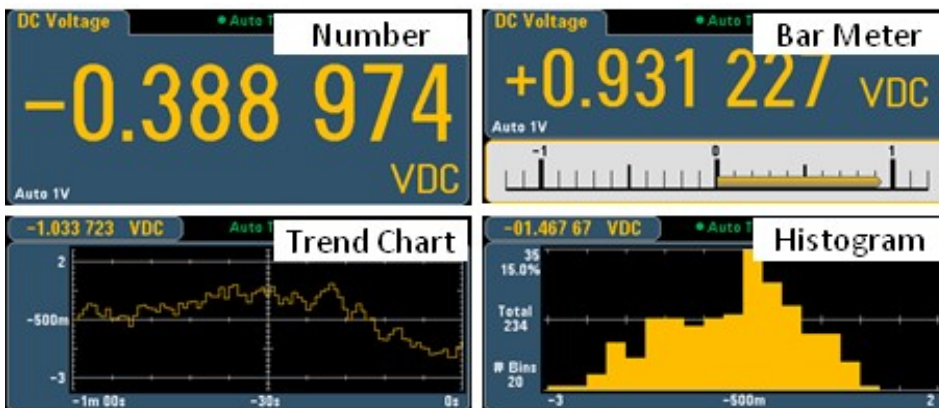 DC Voltage
Auto
Number
-0.388 974
VDC
Auto 1V
DC Voltage
Auto
Bar Meter
+0.931 227 VDC
Auto 1V
-1 0 1
-1.033 723 VDC
Auto
Trend Chart
2
-500m
-3
-1m 00s -30s 0s
-01.467 67 VDC
Auto
Histogram
35
15.0%
Total
234
# Bins
20
-3 -500m 2